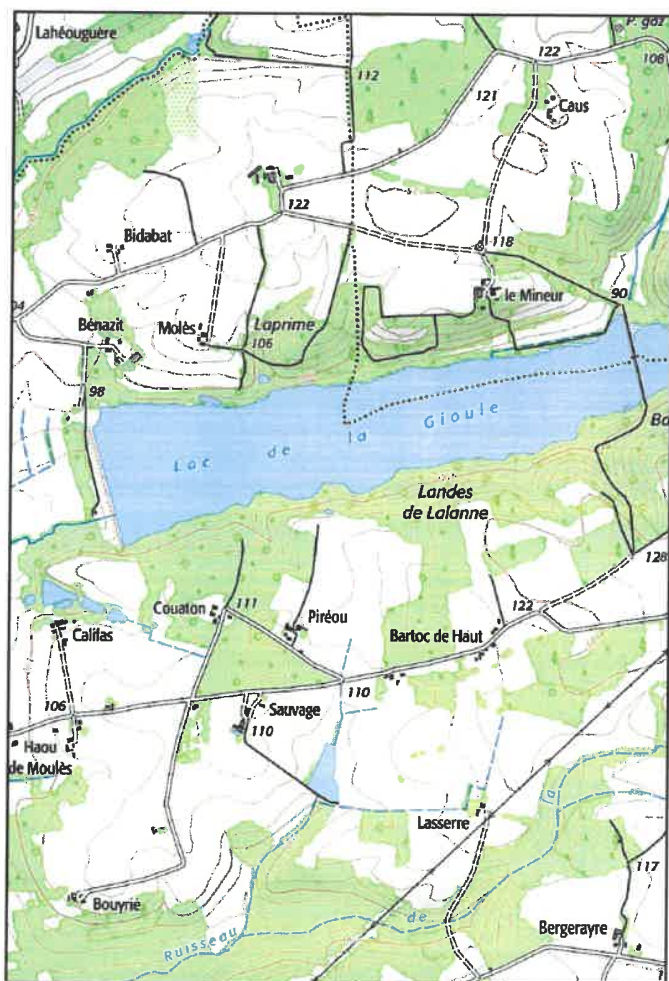 Lahéouguère
P. gaz
122
108
112
121
Caus
122
Bidabat
118
le Mineur
90
Bénazit
Molès
Laprime
106
98
Lac de la Gioule
Landes
de Lalanne
128
Couaton
111
Piréou
122
Califas
Bartoc de Haut
110
106
Sauvage
110
Haou
de Moulès
Lasserre
117
Bouyrié
Ruisseau de la
Bergerayre